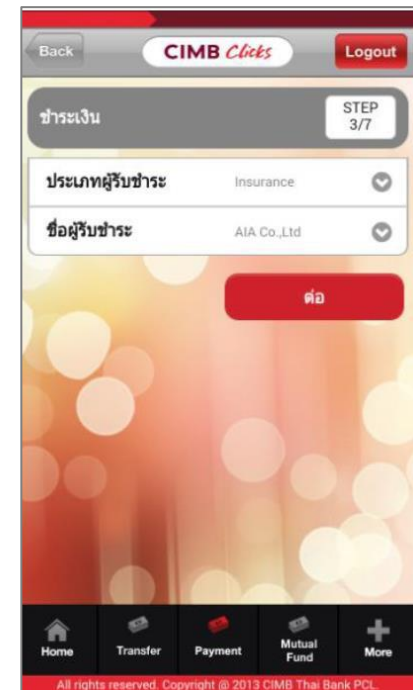 Back
CIMB Clicks
Logout
ชำระเงิน
STEP
3/7
ประเภทผู้รับชำระ Insurance
ชื่อผู้รับชำระ AIA Co.,Ltd
ต่อ
Home Transfer Payment Mutual Fund More
All rights reserved. Copyright @ 2013 CIMB Thai Bank PCL.